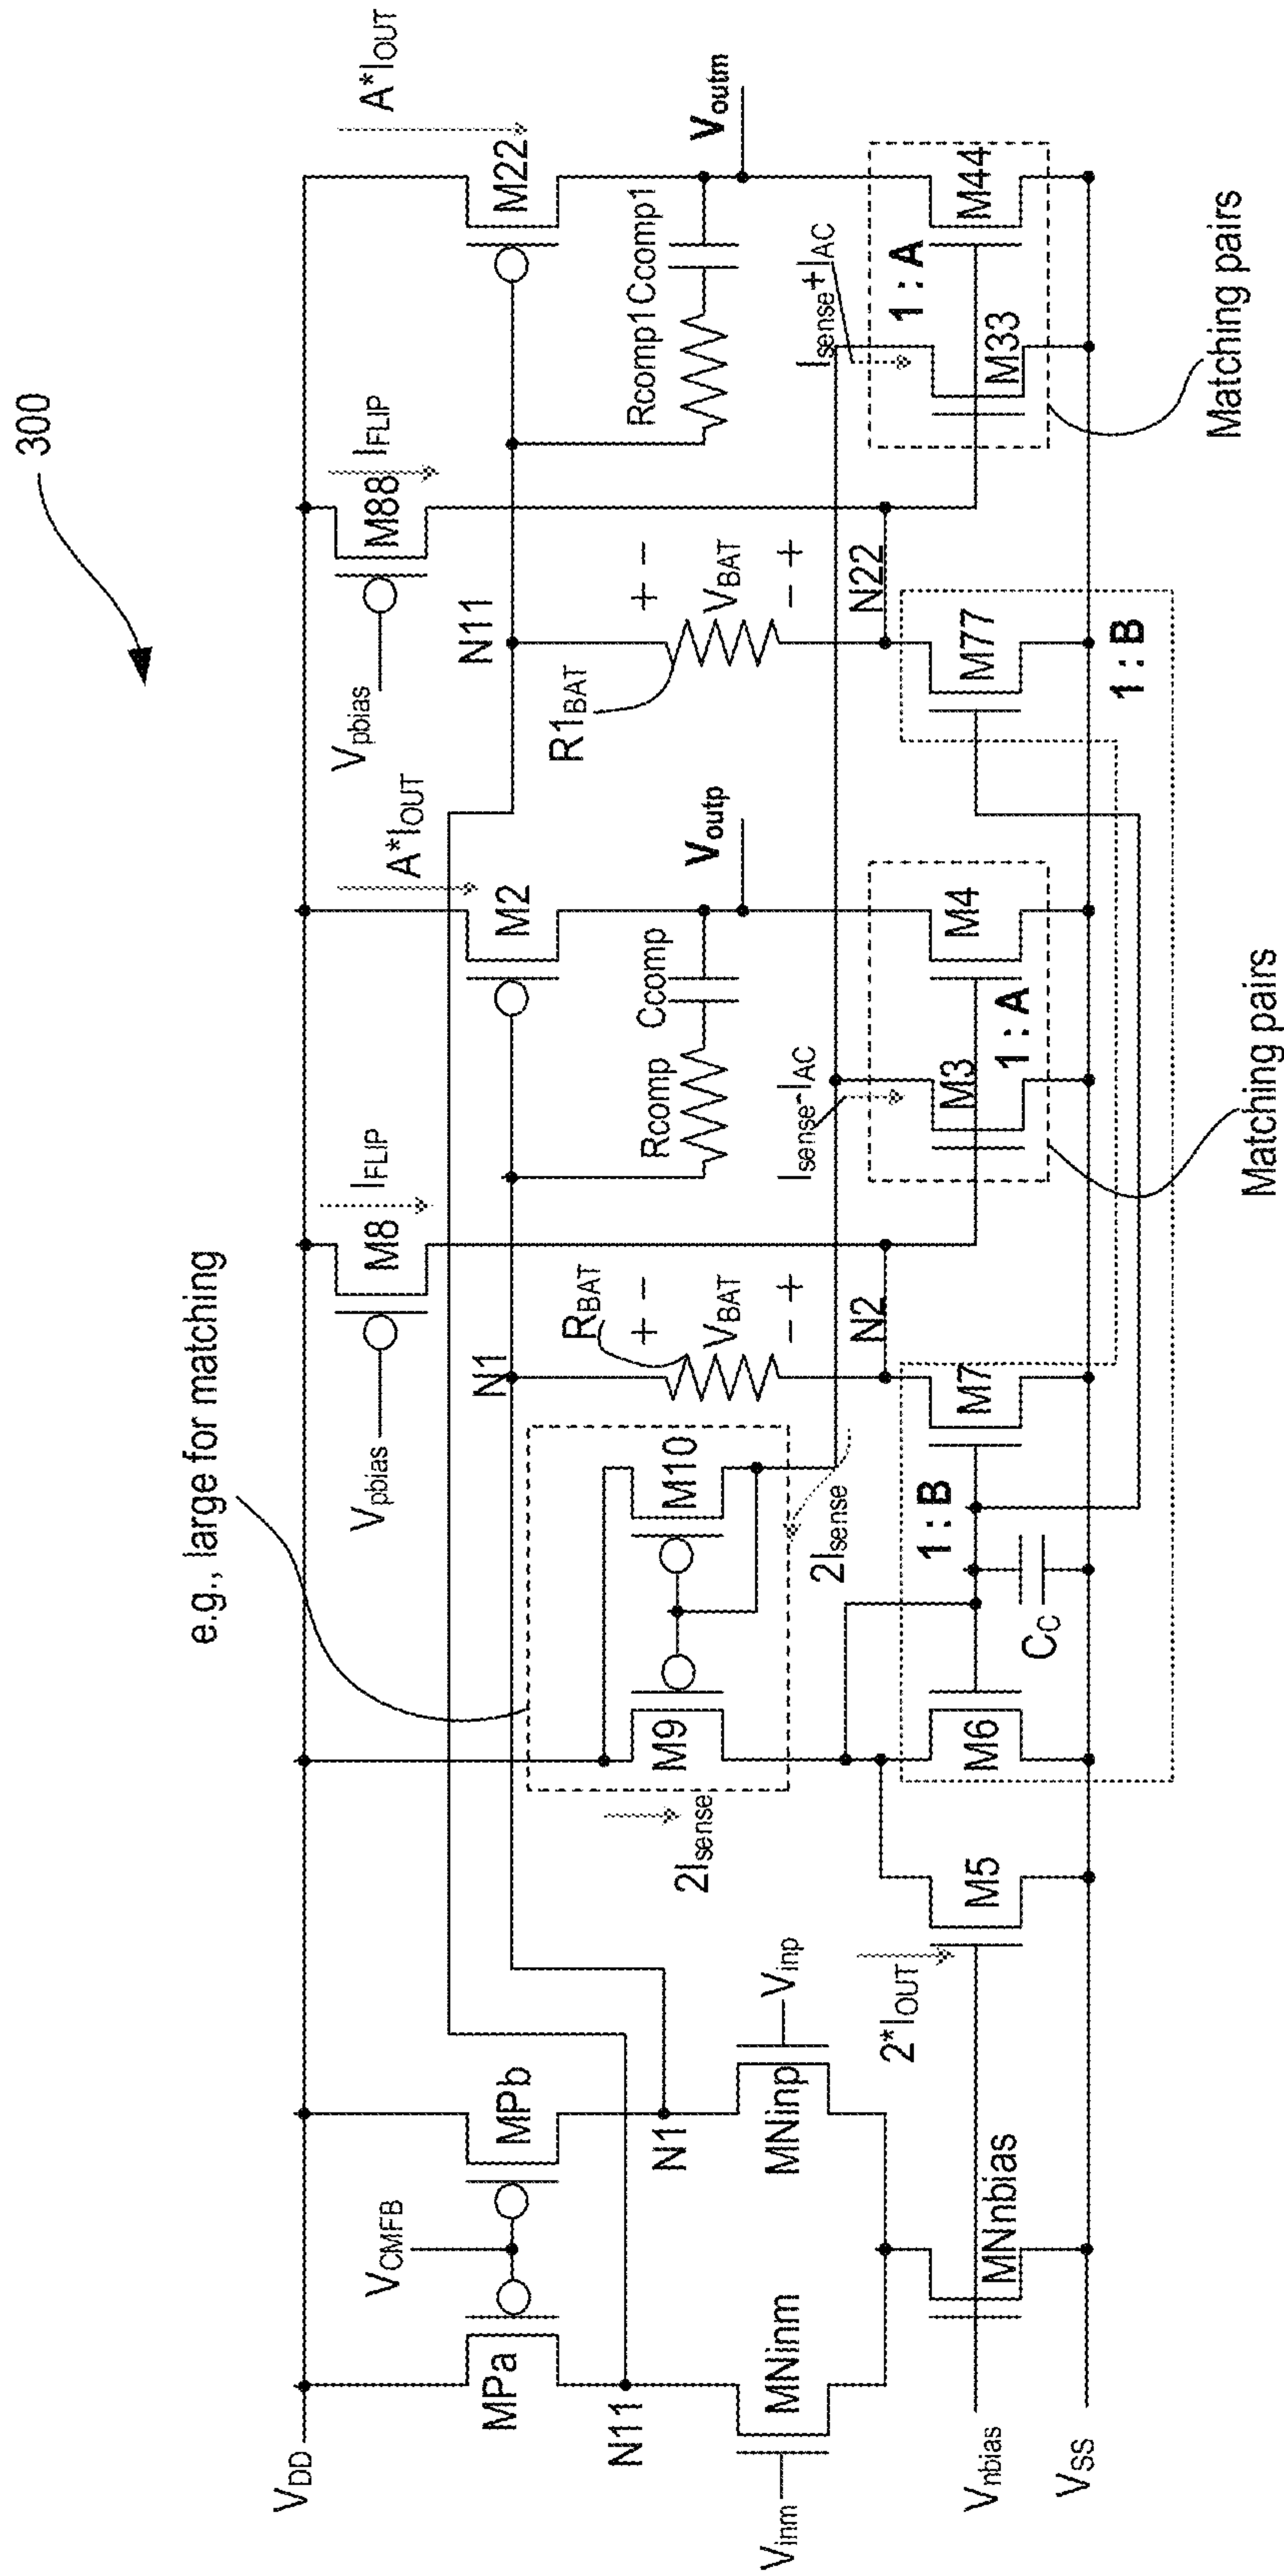 300
e.g., large for matching
V_DD
V_pbias
M8
I_FLIP
A*I_OUT
V_pbias
M88
I_FLIP
A*I_OUT
MPa
V_CMFB
MPb
N1
M2
N11
M22
N11
N1
M9
M10
R_BAT
+ -
V_BAT
- +
Rcomp
Ccomp
V_outp
R1_BAT
+ -
V_BAT
- +
Rcomp1
Ccomp1
V_outm
V_inm
MNinm
MNinp
V_inp
2I_sense
2I_sense
N2
I_sense-I_AC
N22
I_sense+I_AC
2*I_OUT
M5
M6
1 : B
M7
M3
1 : A
M4
M77
M33
1 : A
M44
V_nbias
MNnbias
C_C
V_SS
1 : B
Matching pairs
Matching pairs